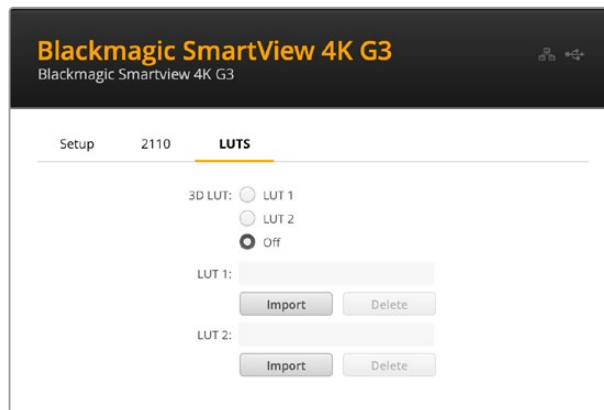 Blackmagic SmartView 4K G3
Blackmagic Smartview 4K G3
Setup 2110 LUTS
3D LUT: LUT 1
LUT 2
Off
LUT 1:
Import Delete
LUT 2:
Import Delete